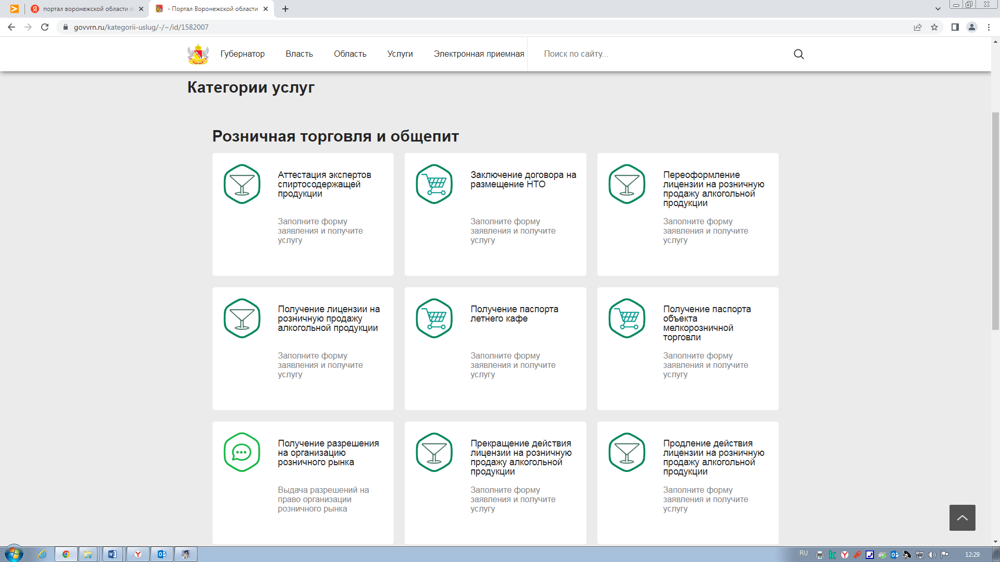 портал воронежской области о
- Портал Воронежской области
govvrn.ru/kategorii-uslug/-/~/id/1582007
Губернатор Власть Область Услуги Электронная приемная Поиск по сайту...
Категории услуг
Розничная торговля и общепит
Аттестация экспертов
спиртосодержащей
продукции
Заполните форму
заявления и получите
услугу
Заключение договора на
размещение НТО
Заполните форму
заявления и получите
услугу
Переоформление
лицензии на розничную
продажу алкогольной
продукции
Заполните форму
заявления и получите
услугу
Получение лицензии на
розничную продажу
алкогольной продукции
Заполните форму
заявления и получите
услугу
Получение паспорта
летнего кафе
Заполните форму
заявления и получите
услугу
Получение паспорта
объекта
мелкорозничной
торговли
Заполните форму
заявления и получите
услугу
Получение разрешения
на организацию
розничного рынка
Выдача разрешений на
право организации
розничного рынка
Прекращение действия
лицензии на розничную
продажу алкогольной
продукции
Заполните форму
заявления и получите
услугу
Продление действия
лицензии на розничную
продажу алкогольной
продукции
Заполните форму
заявления и получите
услугу
RU
12:29